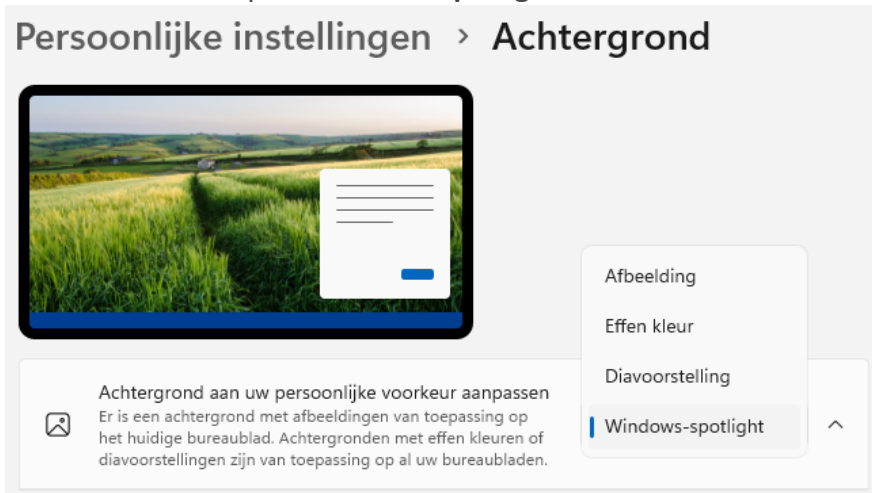 Persoonlijke instellingen > Achtergrond
Afbeelding
Effen kleur
Diavoorstelling
Windows-spotlight
Achtergrond aan uw persoonlijke voorkeur aanpassen
Er is een achtergrond met afbeeldingen van toepassing op
het huidige bureaublad. Achtergronden met effen kleuren of
diavoorstellingen zijn van toepassing op al uw bureaubladen.